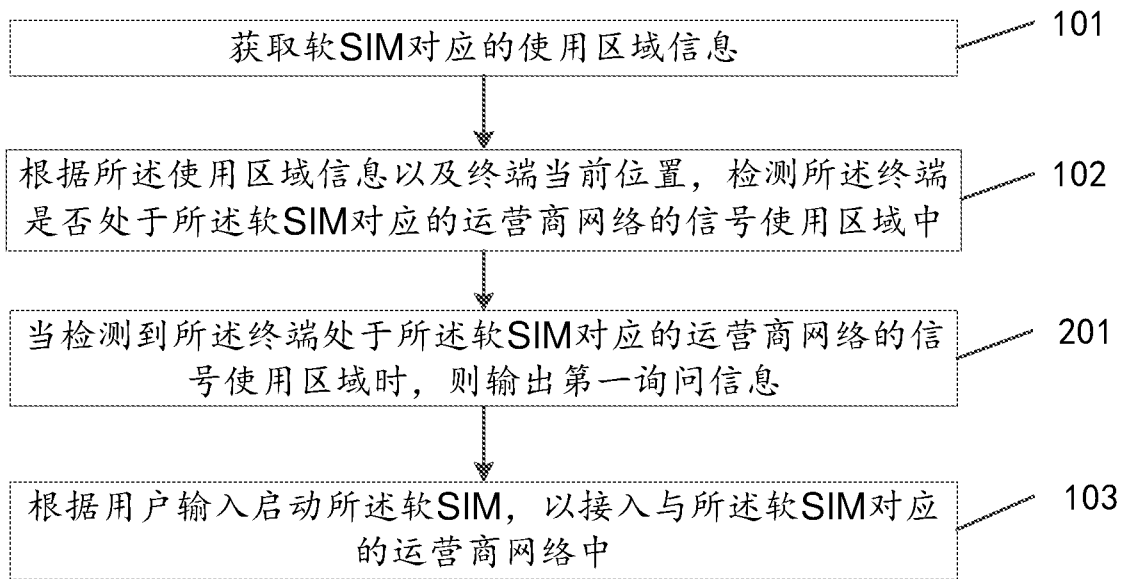 获取软SIM对应的使用区域信息
101
根据所述使用区域信息以及终端当前位置，检测所述终端
是否处于所述软SIM对应的运营商网络的信号使用区域中
102
当检测到所述终端处于所述软SIM对应的运营商网络的信
号使用区域时，则输出第一询问信息
201
根据用户输入启动所述软SIM，以接入与所述软SIM对应
的运营商网络中
103